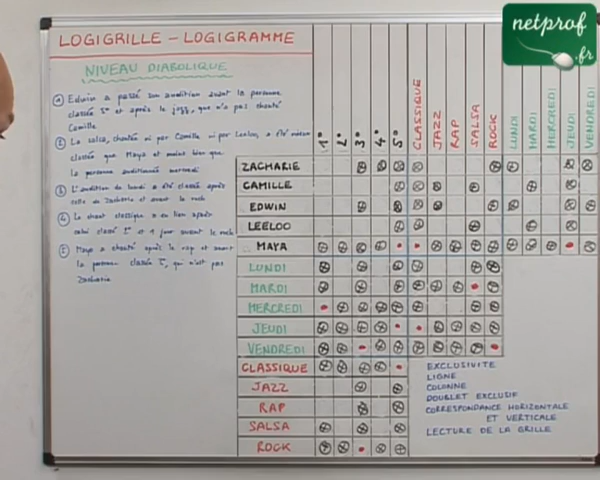 netprof
.fr
LOGIGRILLE - LOGIGRAMME
NIVEAU DIABOLIQUE
① Edwin a passé son audition avant la personne
classée 5° et après le jazz, que n'a pas chanté
Camille
② La salsa, chantée ni par Camille ni par Leeloo, a été mieux
classée que Maya et moins bien que
la personne auditionnée mercredi
③ L'audition de lundi a été classée après
celle de Zacharie et avant le rock
④ Le chant classique a eu lieu après
celui classé 1° et 1 jour avant le rock
⑤ Maya a chanté après le rap et avant
la personne classée 3°, qui n'est pas
Zacharie
1° 2° 3° 4° 5° CLASSIQUE JAZZ RAP SALSA ROCK LUNDI MARDI MERCREDI JEUDI VENDREDI
ZACHARIE
CAMILLE
EDWIN
LEELOO
MAYA
LUNDI
MARDI
MERCREDI
JEUDI
VENDREDI
CLASSIQUE
JAZZ
RAP
SALSA
ROCK
EXCLUSIVITE
LIGNE
COLONNE
DOUBLET EXCLUSIF
CORRESPONDANCE HORIZONTALE
ET VERTICALE
LECTURE DE LA GRILLE